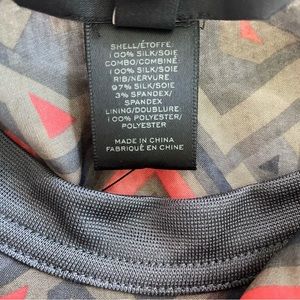 SHELL/ÉTOFFE:
100% SILK/SOIE
COMBO/COMBINÉ:
100% SILK/SOIE
RIB/NERVURE
97% SILK/SOIE
3% SPANDEX/
SPANDEX
LINING/DOUBLURE:
100% POLYESTER/
POLYESTER
MADE IN CHINA
FABRIQUÉ EN CHINE